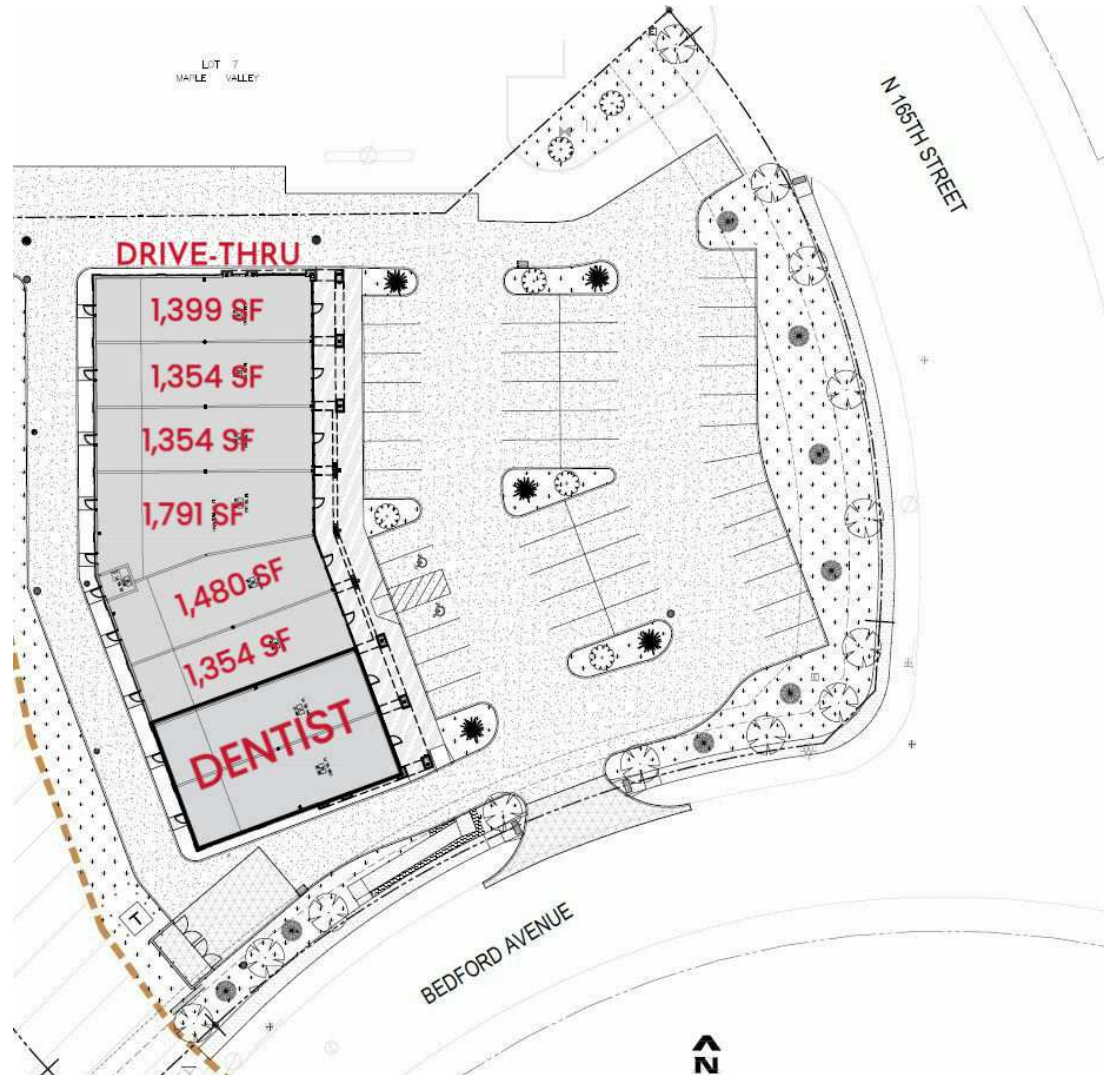 LOT 7
MAPLE VALLEY
N 165TH STREET
DRIVE-THRU
1,399 SF
1,354 SF
1,354 SF
1,791 SF
1,480 SF
1,354 SF
DENTIST
T
BEDFORD AVENUE
N